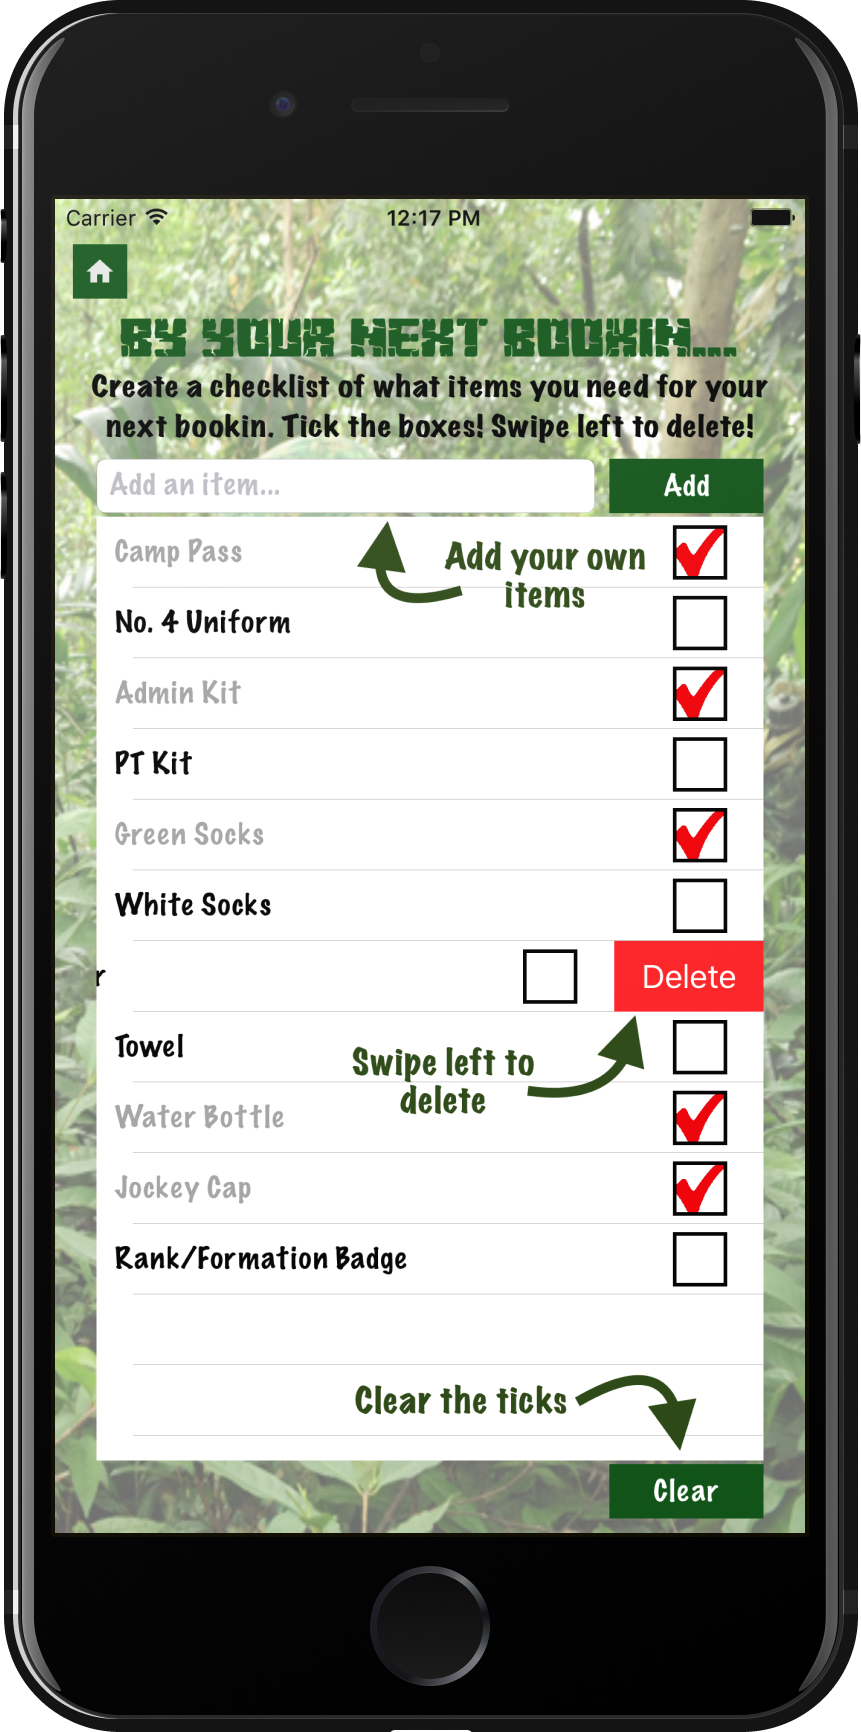 Carrier 12:17 PM
BY YOUR NEXT BOOKIN...
Create a checklist of what items you need for your
next bookin. Tick the boxes! Swipe left to delete!
Add an item... Add
Camp Pass
Add your own
items
No. 4 Uniform
Admin Kit
PT Kit
Green Socks
White Socks
r Delete
Towel
Swipe left to
delete
Water Bottle
Jockey Cap
Rank/Formation Badge
Clear the ticks
Clear